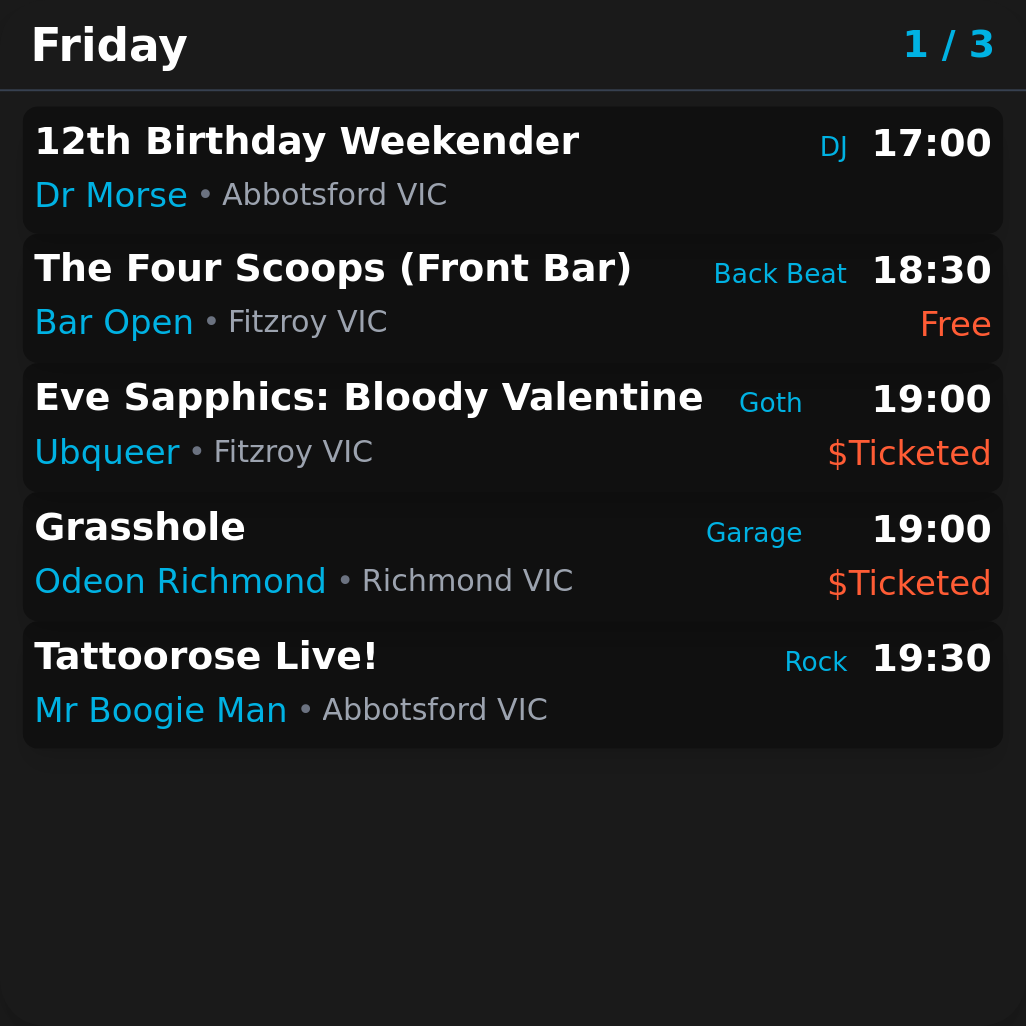 Friday 1 / 3
12th Birthday Weekender DJ 17:00
Dr Morse • Abbotsford VIC
The Four Scoops (Front Bar) Back Beat 18:30
Bar Open • Fitzroy VIC Free
Eve Sapphics: Bloody Valentine Goth 19:00
Ubqueer • Fitzroy VIC $Ticketed
Grasshole Garage 19:00
Odeon Richmond • Richmond VIC $Ticketed
Tattoorose Live! Rock 19:30
Mr Boogie Man • Abbotsford VIC